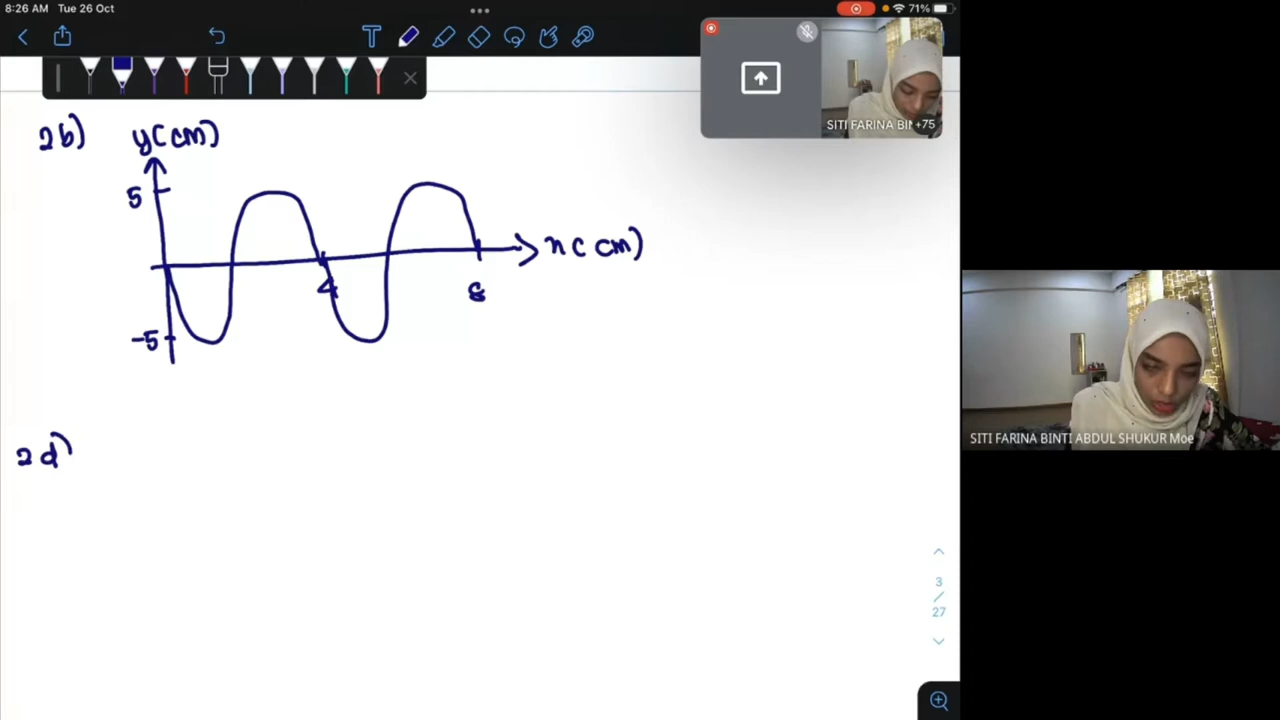 8:26 AM Tue 26 Oct
71%
SITI FARINA BIN +75
2b) y(cm)
5
x(cm)
4
8
-5
SITI FARINA BINTI ABDUL SHUKUR Moe
2d)
3
/
27